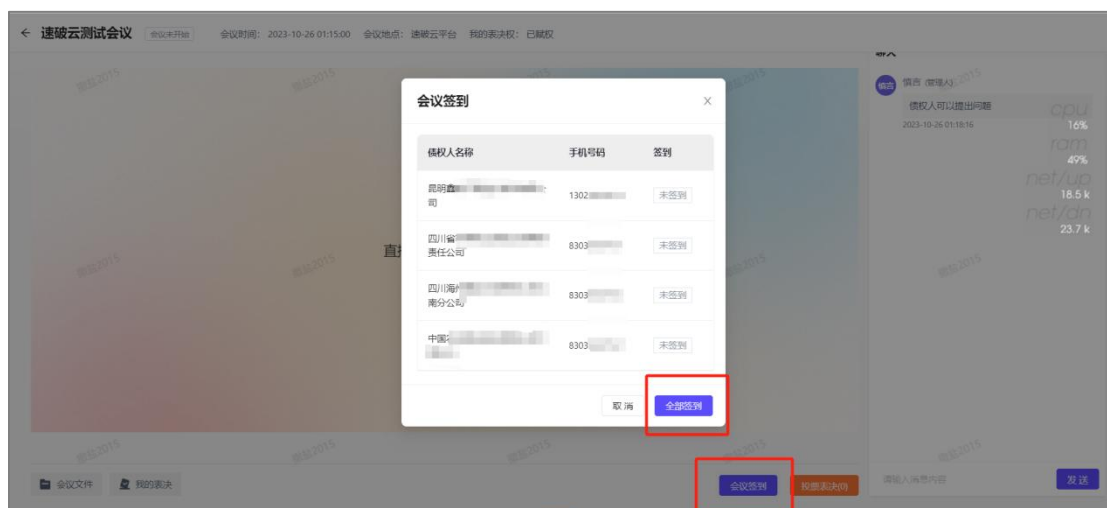 ← 速破云测试会议 会议未开始 会议时间: 2023-10-26 01:15:00 会议地点: 速破云平台 我的表决权: 已赋权
聊天
慎言 (管理人)
债权人可以提出问题
2023-10-26 01:18:16
cpu
16%
ram
49%
net/up
18.5 k
net/dn
23.7 k
会议签到 ×
债权人名称 手机号码 签到
昆明鑫
司
1302 未签到
四川省
责任公司
8303 未签到
四川海
南分公司
8303 未签到
中国
8303 未签到
直播
取消 全部签到
会议文件 我的表决 会议签到 投票表决(0)
请输入消息内容 发送